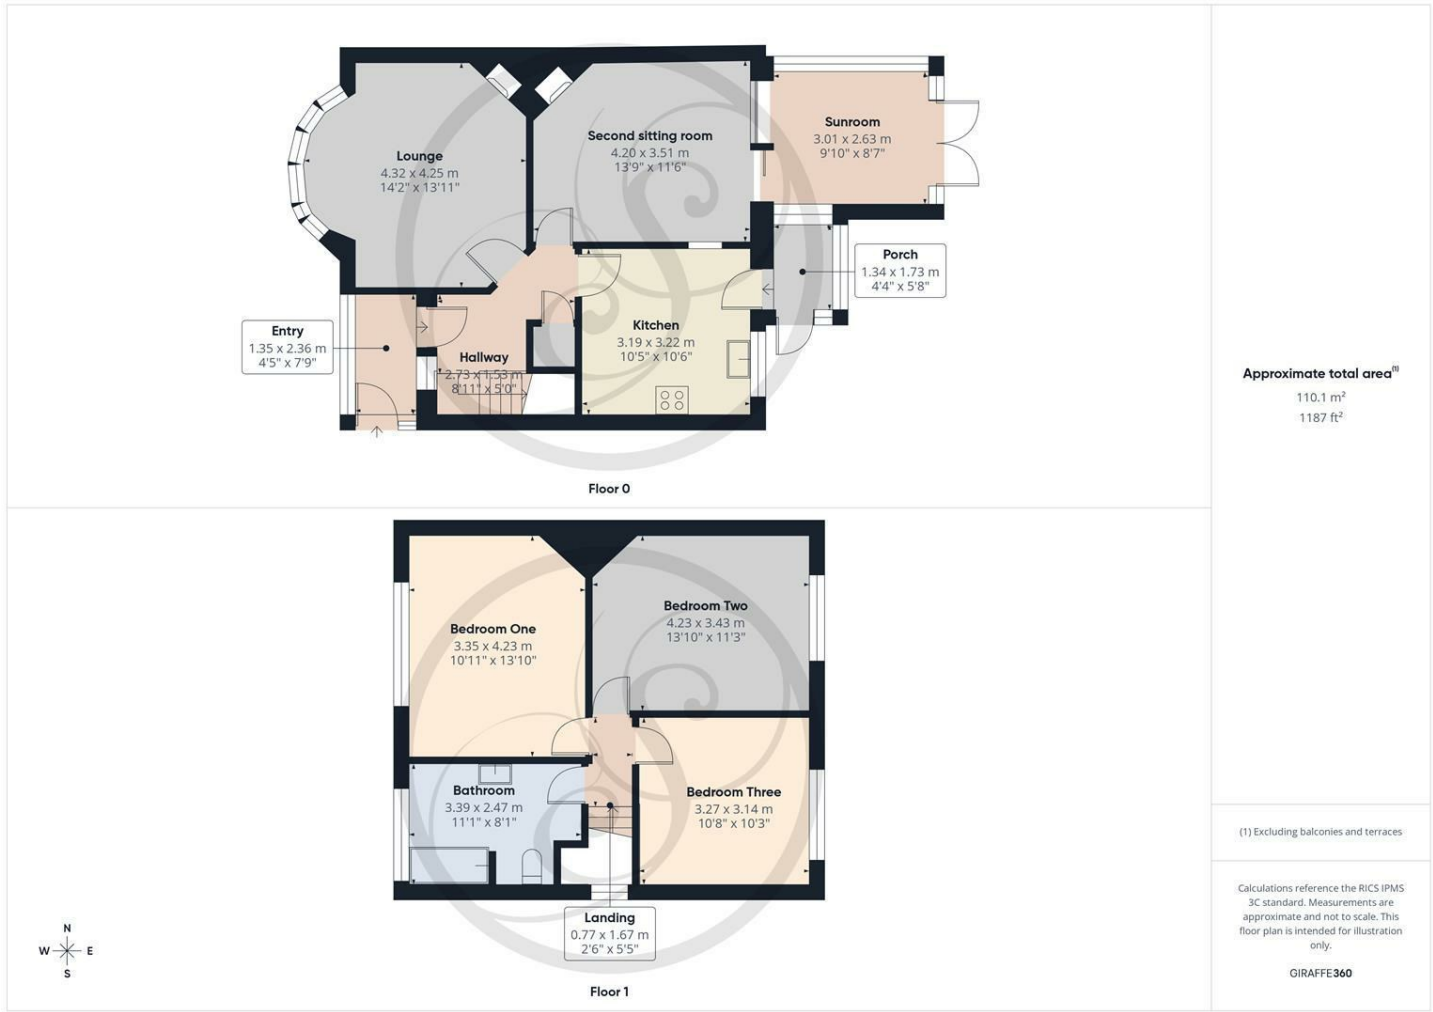 Lounge
4.32 x 4.25 m
14'2" x 13'11"
Second sitting room
4.20 x 3.51 m
13'9" x 11'6"
Sunroom
3.01 x 2.63 m
9'10" x 8'7"
Porch
1.34 x 1.73 m
4'4" x 5'8"
Entry
1.35 x 2.36 m
4'5" x 7'9"
Hallway
2.73 x 1.53 m
8'11" x 5'0"
Kitchen
3.19 x 3.22 m
10'5" x 10'6"
Floor 0
Bedroom One
3.35 x 4.23 m
10'11" x 13'10"
Bedroom Two
4.23 x 3.43 m
13'10" x 11'3"
Bathroom
3.39 x 2.47 m
11'1" x 8'1"
Bedroom Three
3.27 x 3.14 m
10'8" x 10'3"
Landing
0.77 x 1.67 m
2'6" x 5'5"
Floor 1
N
W E
S
Approximate total area(1)
110.1 m²
1187 ft²
(1) Excluding balconies and terraces
Calculations reference the RICS IPMS
3C standard. Measurements are
approximate and not to scale. This
floor plan is intended for illustration
only.
GIRAFFE360